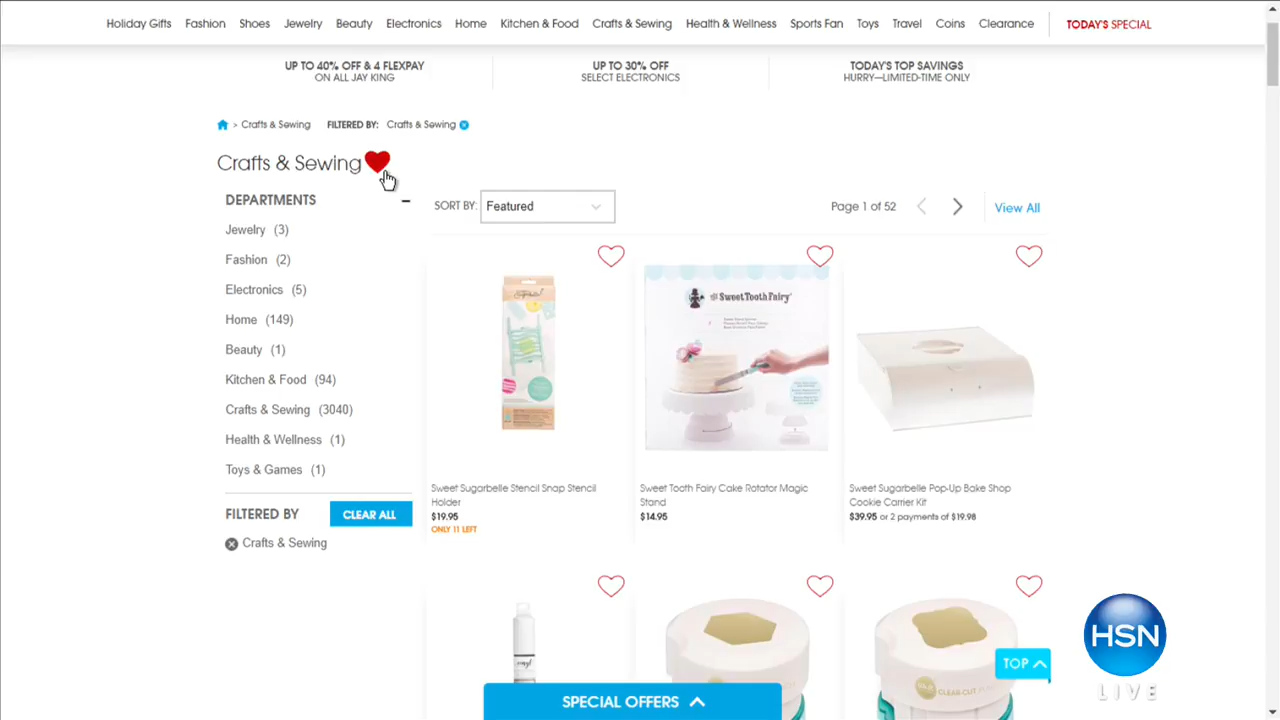 Holiday Gifts Fashion Shoes Jewelry Beauty Electronics Home Kitchen & Food Crafts & Sewing Health & Wellness Sports Fan Toys Travel Coins Clearance TODAY'S SPECIAL
UP TO 40% OFF & 4 FLEXPAY
ON ALL JAY KING
UP TO 30% OFF
SELECT ELECTRONICS
TODAY'S TOP SAVINGS
HURRY—LIMITED-TIME ONLY
> Crafts & Sewing FILTERED BY: Crafts & Sewing
Crafts & Sewing
DEPARTMENTS
Jewelry (3)
Fashion (2)
Electronics (5)
Home (149)
Beauty (1)
Kitchen & Food (94)
Crafts & Sewing (3040)
Health & Wellness (1)
Toys & Games (1)
FILTERED BY CLEAR ALL
Crafts & Sewing
SORT BY: Featured
Page 1 of 52
View All
the SweetToothFairy
Sweet Sugarbelle Stencil Snap Stencil
Holder
$19.95
ONLY 11 LEFT
Sweet Tooth Fairy Cake Rotator Magic
Stand
$14.95
Sweet Sugarbelle Pop-Up Bake Shop
Cookie Carrier Kit
$39.95 or 2 payments of $19.98
CLEAR CUT
TOP
SPECIAL OFFERS
HSN
LIVE